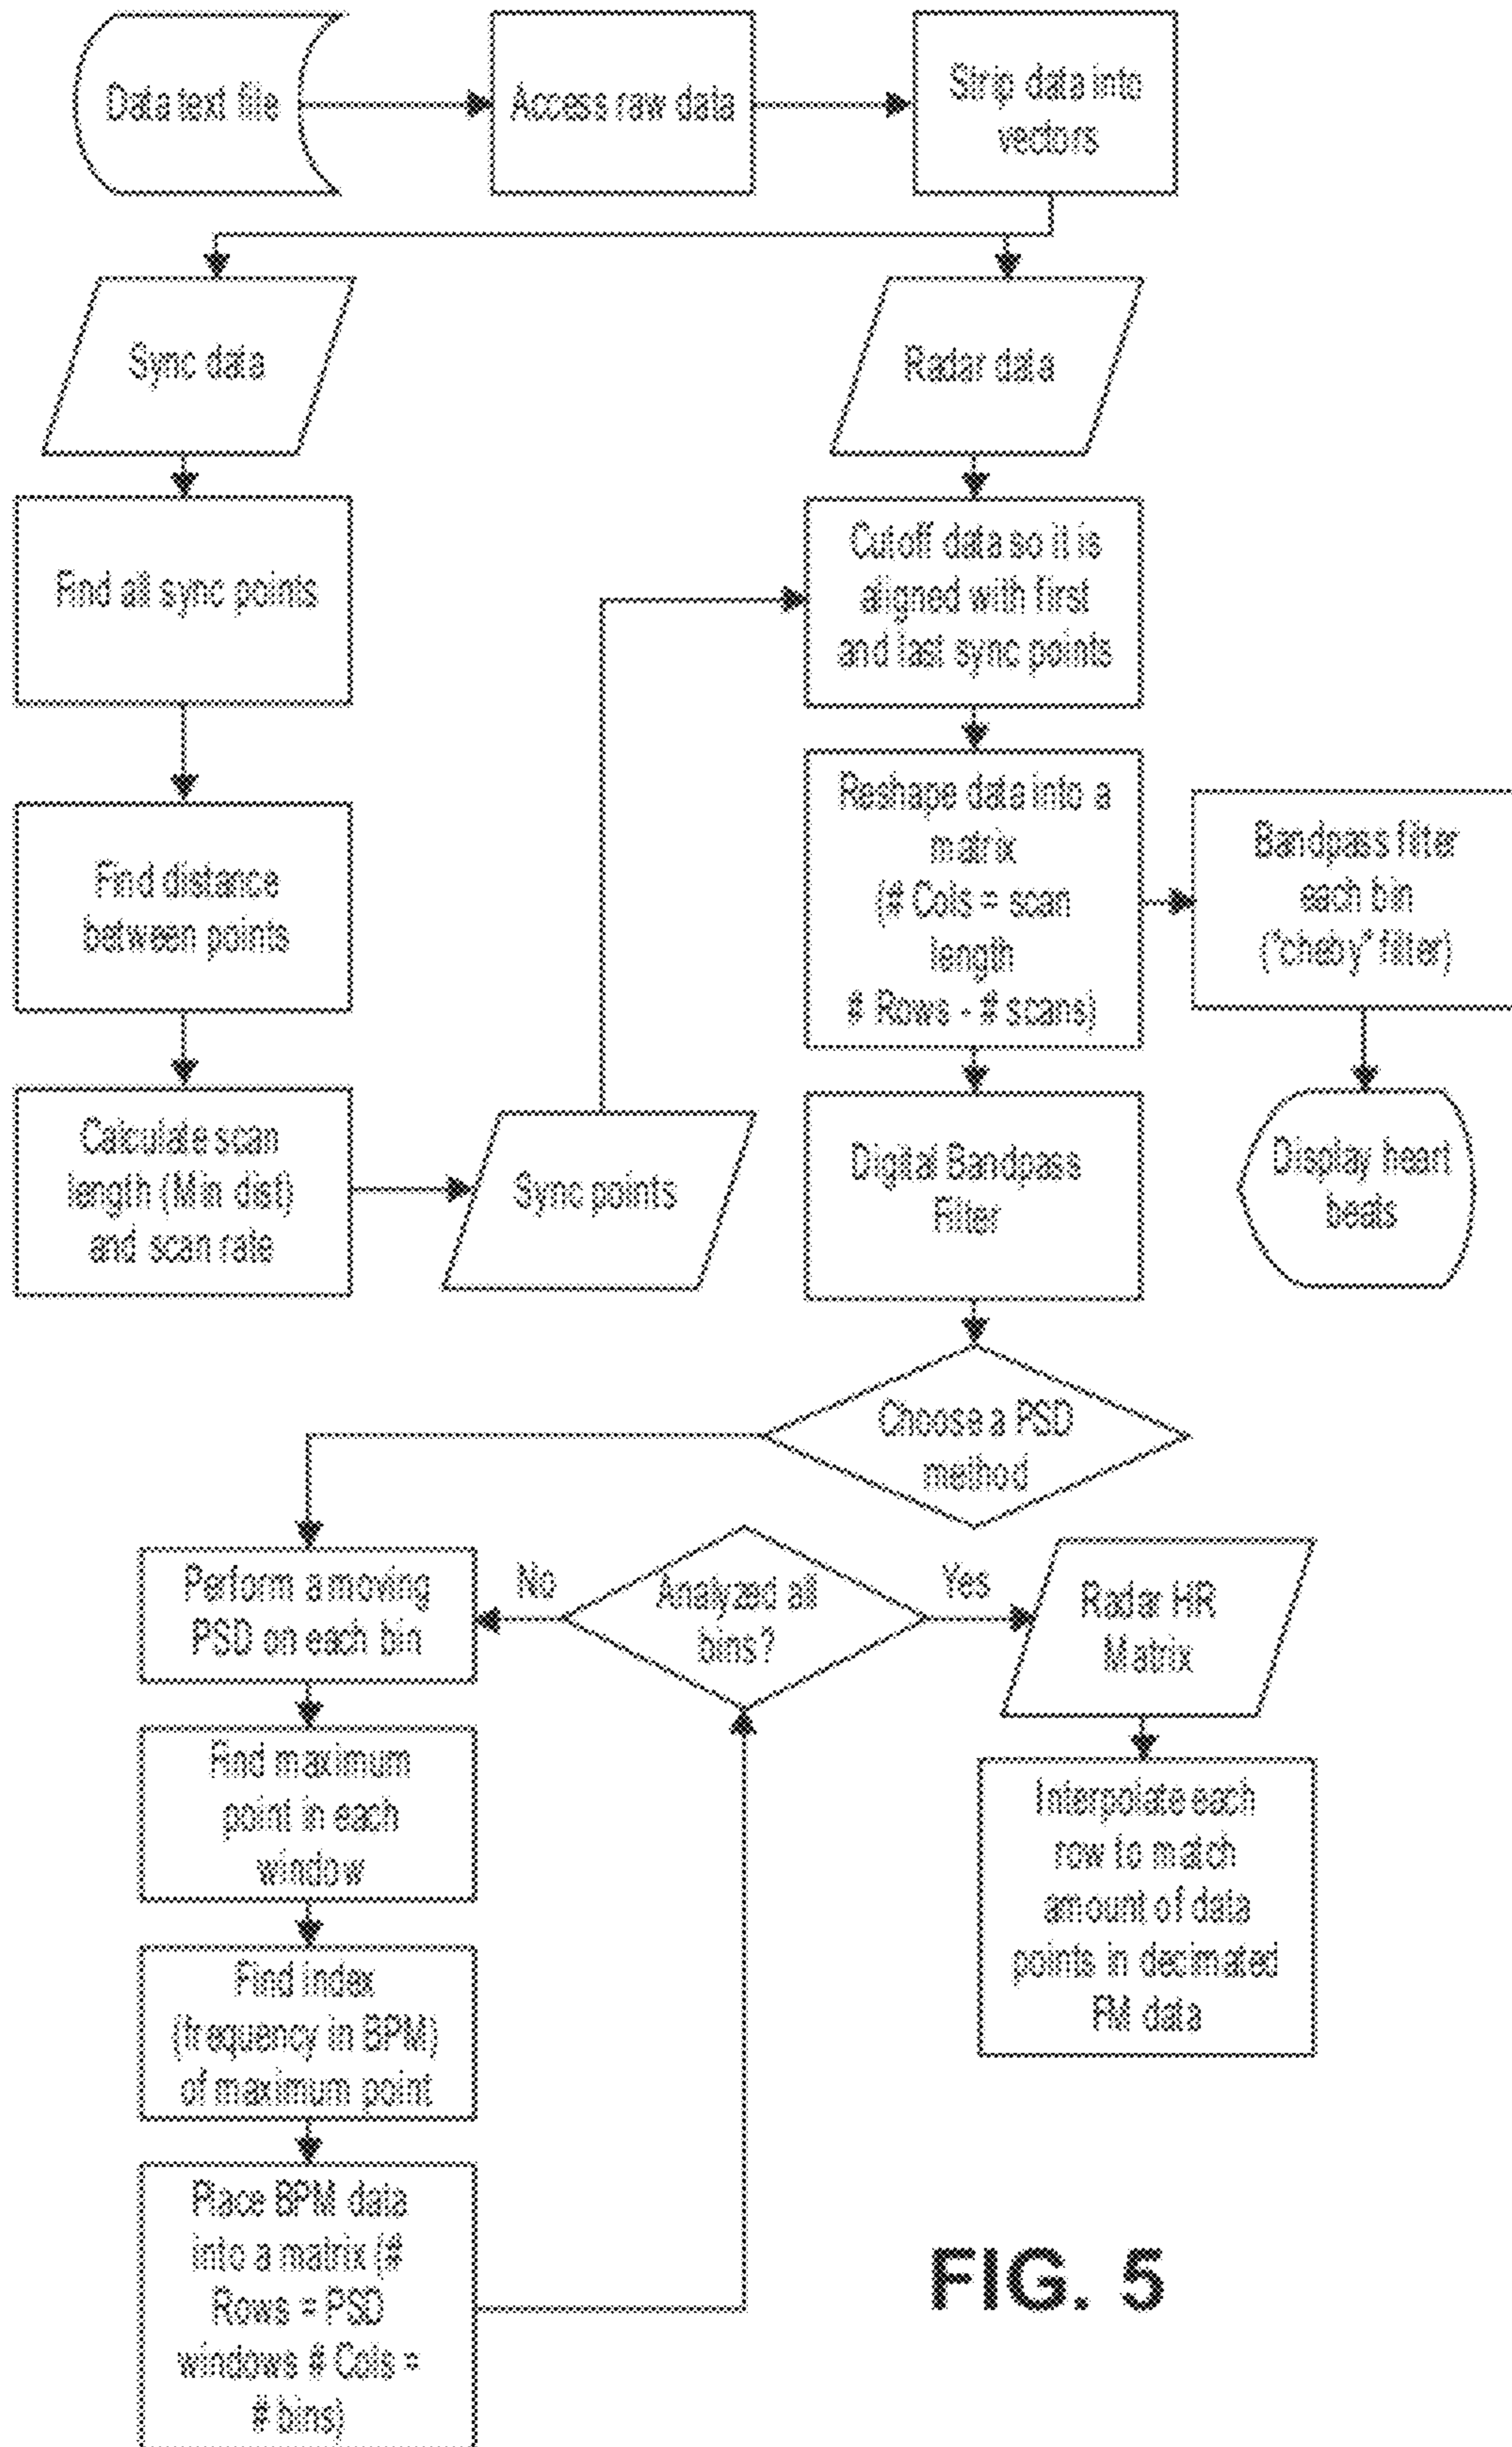 Data text file
Access raw data
Strip data into
vectors
Sync data
Radar data
Find all sync points
Cutoff data so it is
aligned with first
and last sync points
Find distance
between points
Reshape data into a
matrix
(# Cols = scan
length
# Rows - # scans)
Bandpass filter
each bin
("cheby" filter)
Calculate scan
length (Min dist)
and scan rate
Sync points
Digital Bandpass
Filter
Display heart
beats
Choose a PSD
method
Perform a moving
PSD on each bin
No
Analyzed all
bins?
Yes
Radar HR
Matrix
Find maximum
point in each
window
Interpolate each
row to match
amount of data
points in decimated
FM data
Find index
(frequency in BPM)
of maximum point
Place BPM data
into a matrix (#
Rows = PSD
windows # Cols =
# bins)
FIG. 5